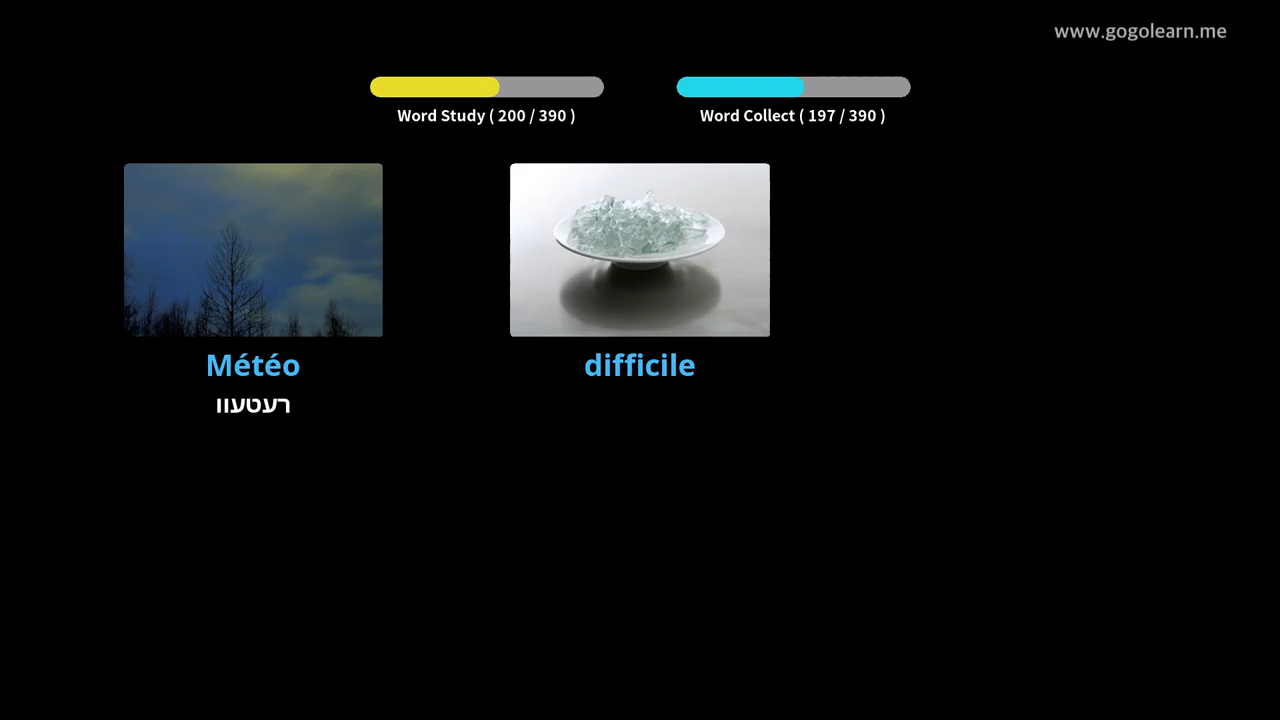 www.gogolearn.me
Word Study ( 200 / 390 )
Word Collect ( 197 / 390 )
Météo
רעטעוו
difficile